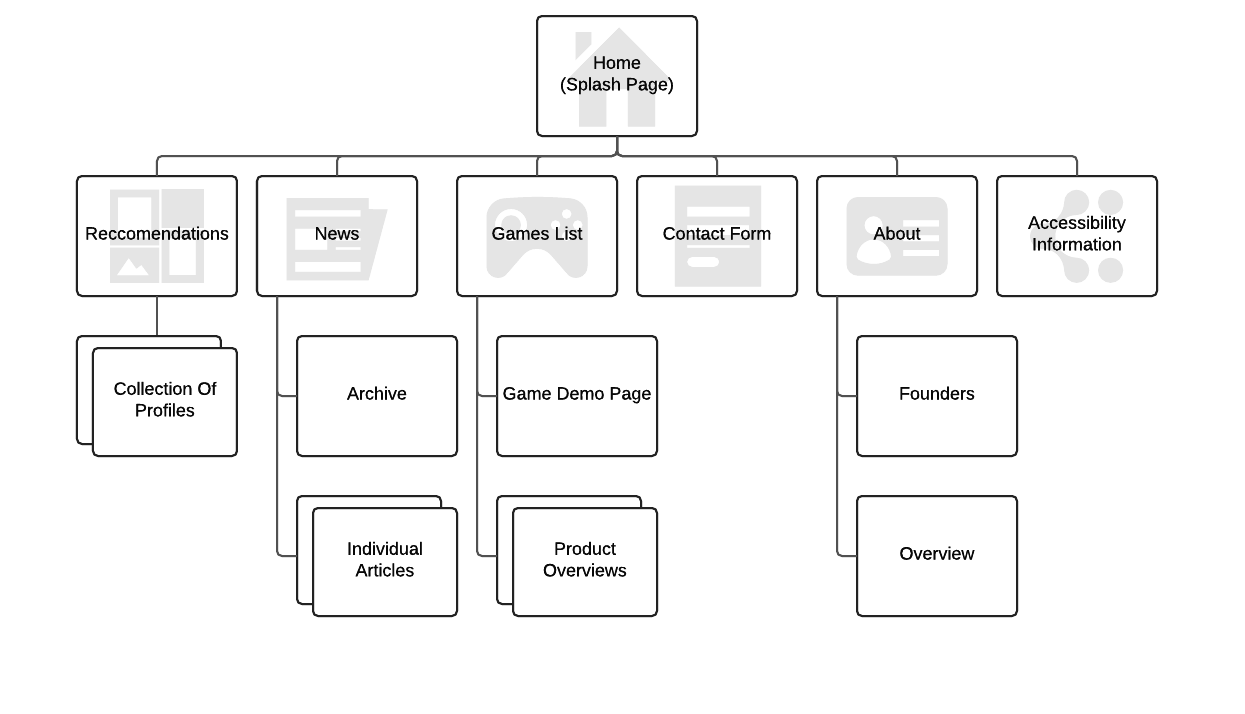 Home
(Splash Page)
Reccomendations
News
Games List
Contact Form
About
Accessibility
Information
Collection Of
Profiles
Archive
Game Demo Page
Founders
Individual
Articles
Product
Overviews
Overview